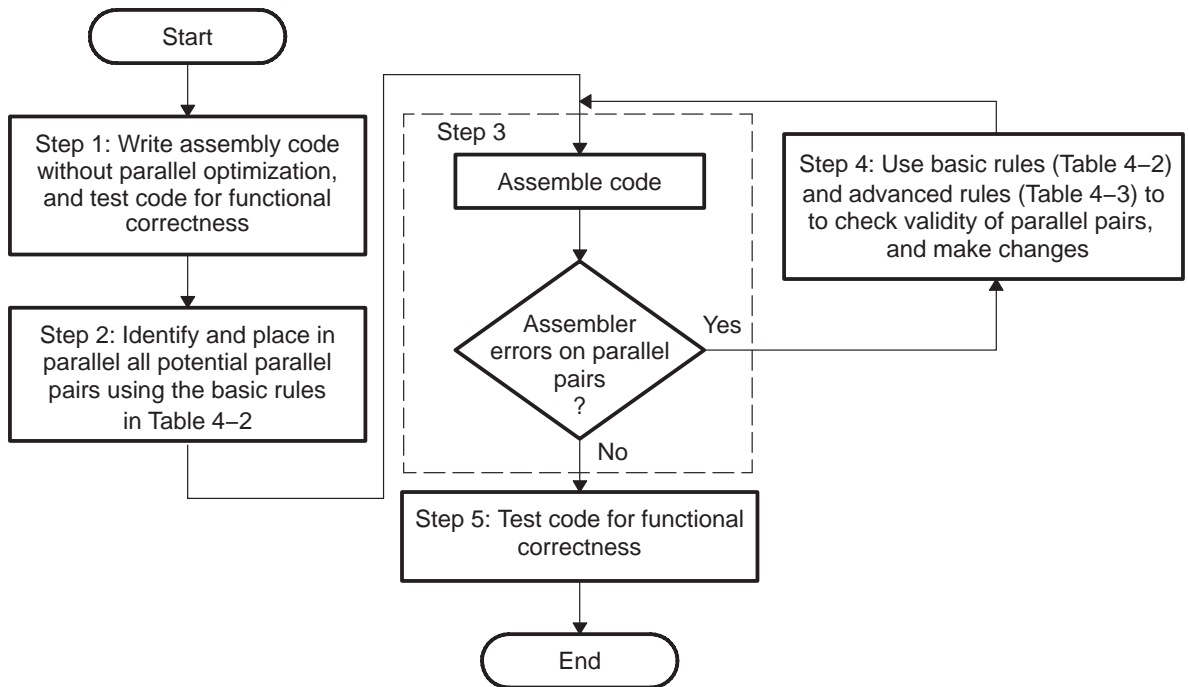 Start
Step 1: Write assembly code
without parallel optimization,
and test code for functional
correctness
Step 2: Identify and place in
parallel all potential parallel
pairs using the basic rules
in Table 4–2
Step 3
Assemble code
Assembler
errors on parallel
pairs
?
Yes
No
Step 4: Use basic rules (Table 4–2)
and advanced rules (Table 4–3) to
to check validity of parallel pairs,
and make changes
Step 5: Test code for functional
correctness
End